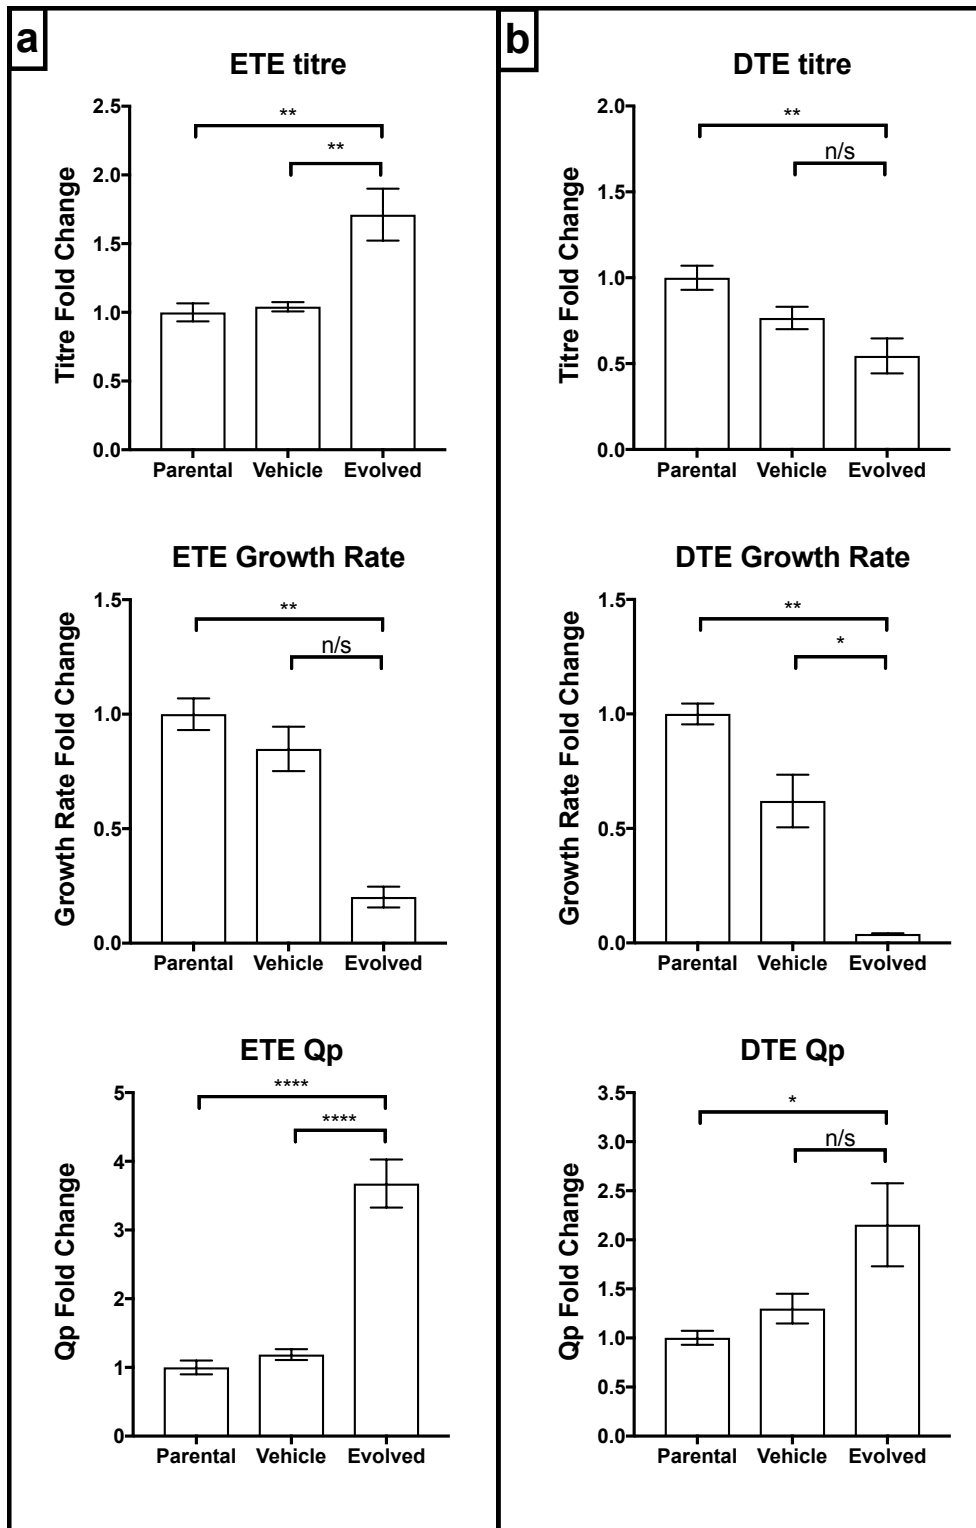 a
ETE titre
Titre Fold Change
2.5
2.0
1.5
1.0
0.5
0.0
**
**
Parental Vehicle Evolved
ETE Growth Rate
Growth Rate Fold Change
1.5
1.0
0.5
0.0
**
n/s
Parental Vehicle Evolved
ETE Qp
Qp Fold Change
5
4
3
2
1
0
****
****
Parental Vehicle Evolved
b
DTE titre
Titre Fold Change
2.0
1.5
1.0
0.5
0.0
**
n/s
Parental Vehicle Evolved
DTE Growth Rate
Growth Rate Fold Change
1.5
1.0
0.5
0.0
**
*
Parental Vehicle Evolved
DTE Qp
Qp Fold Change
3.5
3.0
2.5
2.0
1.5
1.0
0.5
0.0
*
n/s
Parental Vehicle Evolved